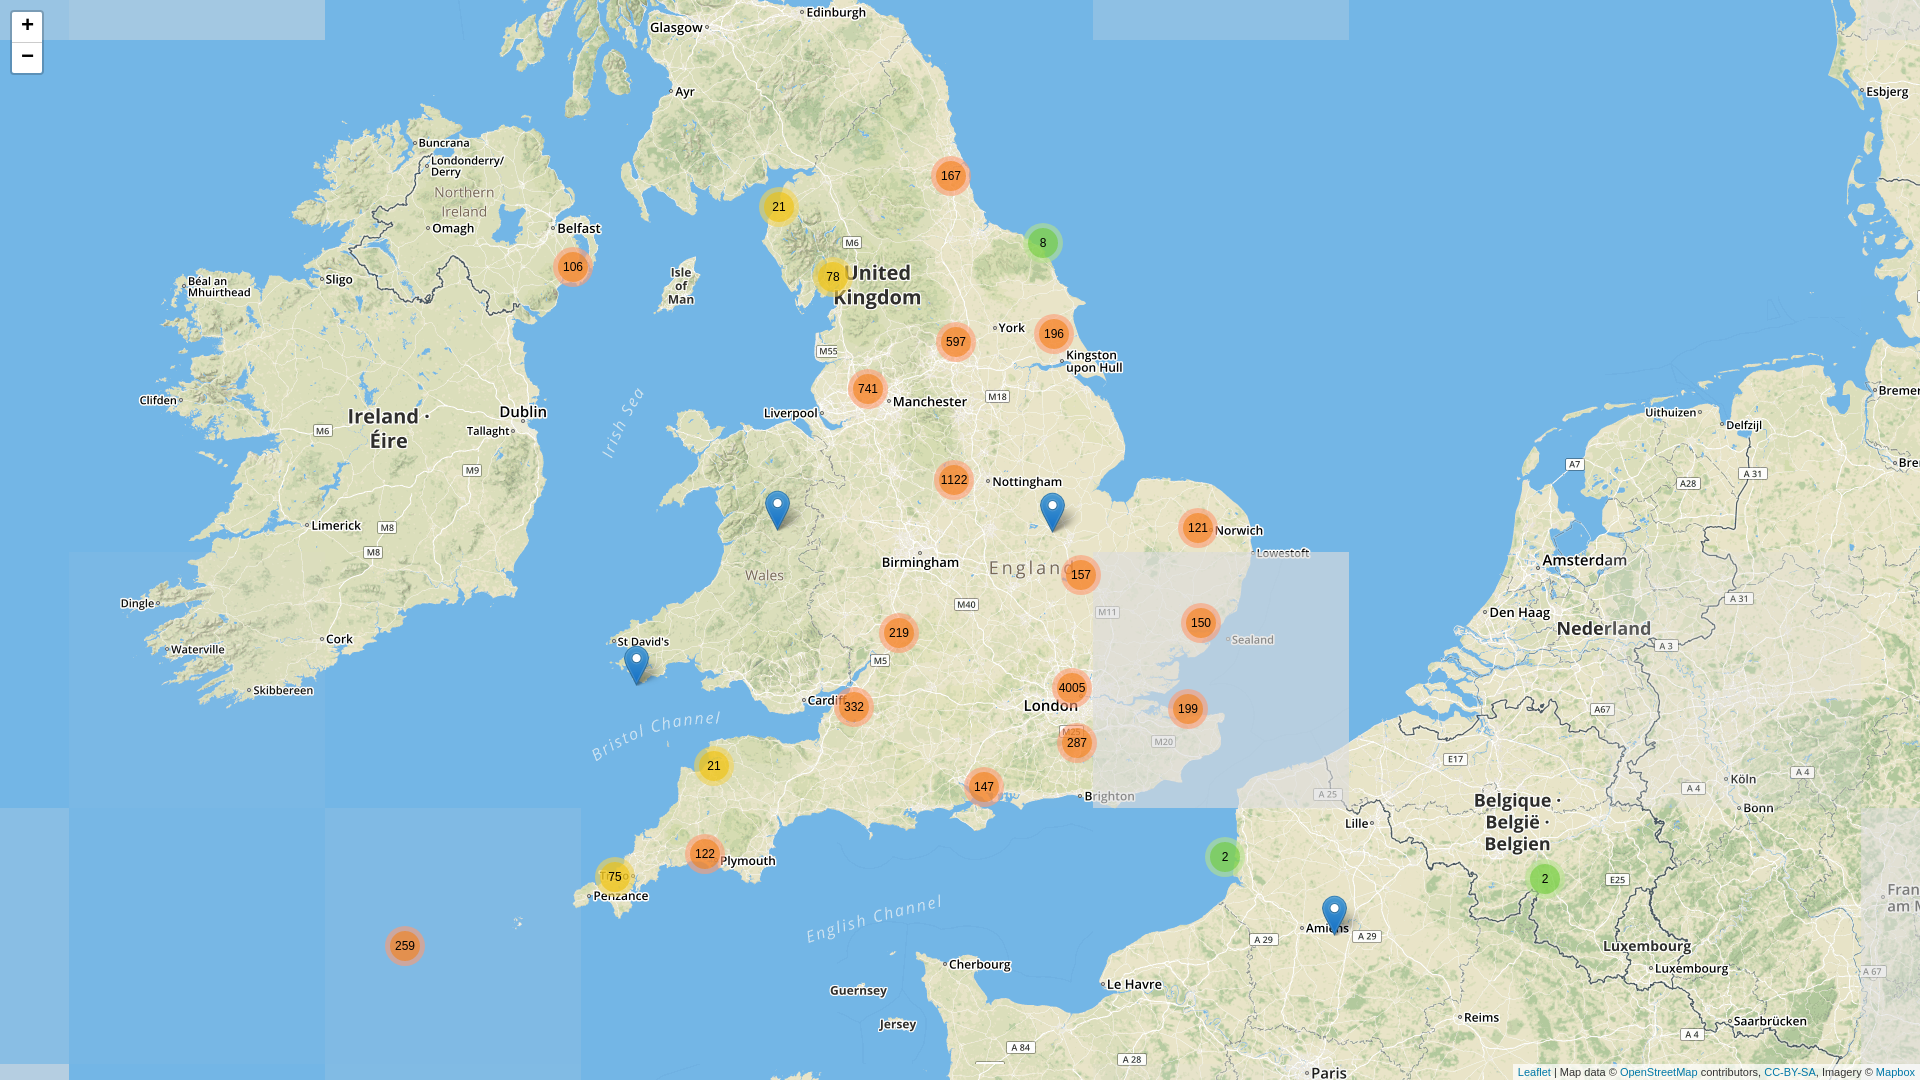 +
−
Edinburgh
Glasgow
Ayr
Esbjerg
Buncrana
Londonderry/
Derry
Northern
Ireland
167
21
Omagh
Belfast
M6
8
106
Isle
of
Man
78
United
Kingdom
Sligo
Béal an
Mhuirthead
York
196
597
M55
Kingston
upon Hull
741
Clifden
M18
Manchester
Dublin
Liverpool
Ireland ·
Éire
M6
Tallaght
Irish Sea
Bremer
Uithuizen
Delfzijl
A7
Bre
M9
A 31
1122
Nottingham
A28
Limerick
M8
121
Norwich
M8
Lowestoft
Birmingham
England
157
Wales
Amsterdam
Dingle
M40
M11
A 31
Den Haag
150
219
Nederland
Cork
St David's
Sealand
Waterville
M5
A 3
Skibbereen
4005
Cardiff
332
London
199
A67
Bristol Channel
M25
287
M20
21
E17
147
A 4
Köln
A 4
Brighton
A 25
Belgique ·
België ·
Belgien
Bonn
Lille
122
Plymouth
2
75
Penzance
2
E25
Fran
am M
English Channel
Amiens
A 29
A 29
259
Luxembourg
Cherbourg
Luxembourg
A 67
Le Havre
Guernsey
Jersey
Reims
Saarbrücken
A 84
A 28
A 4
Paris
Leaflet | Map data © OpenStreetMap contributors, CC-BY-SA, Imagery © Mapbox